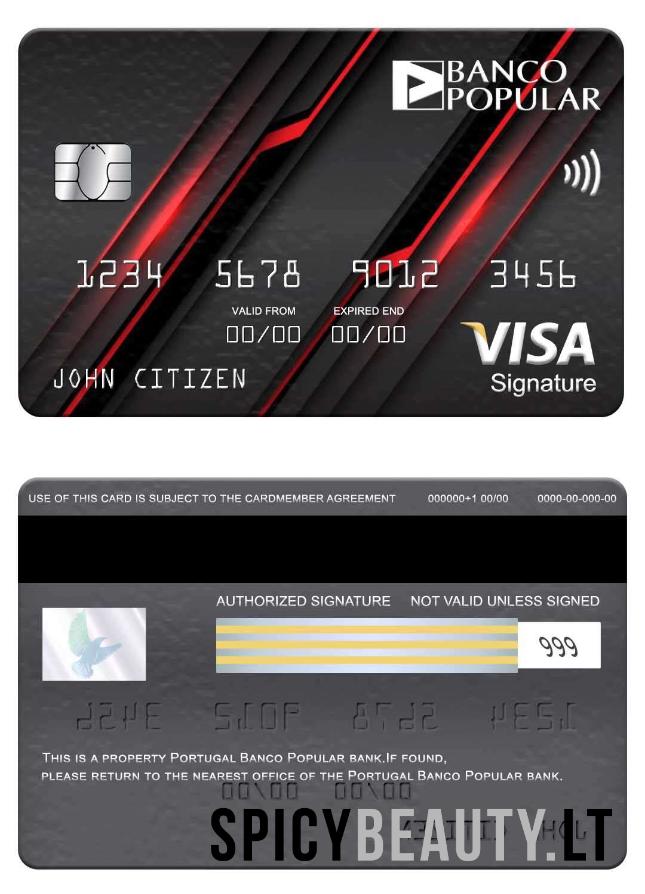 BANCO
POPULAR
1234 5678 9012 3456
VALID FROM EXPIRED END
00/00 00/00
VISA
JOHN CITIZEN
Signature
USE OF THIS CARD IS SUBJECT TO THE CARDMEMBER AGREEMENT 000000+1 00/00 0000-00-000-00
AUTHORIZED SIGNATURE NOT VALID UNLESS SIGNED
999
THIS IS A PROPERTY PORTUGAL BANCO POPULAR BANK.IF FOUND,
PLEASE RETURN TO THE NEAREST OFFICE OF THE PORTUGAL BANCO POPULAR BANK.
SPICYBEAUTY.LT